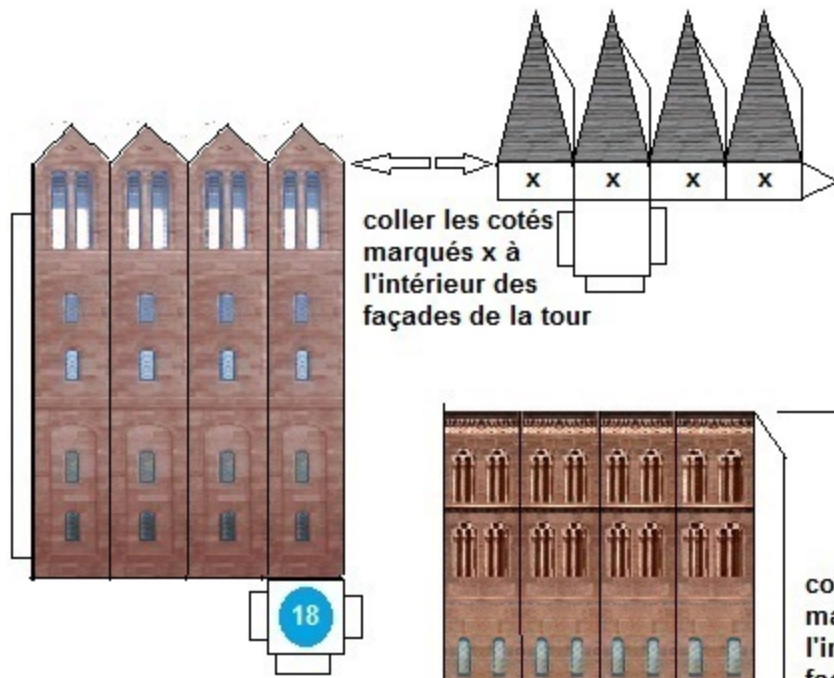 x x x x
coller les cotés
marqués x à
l'intérieur des
façades de la tour
18
co
ma
l'in